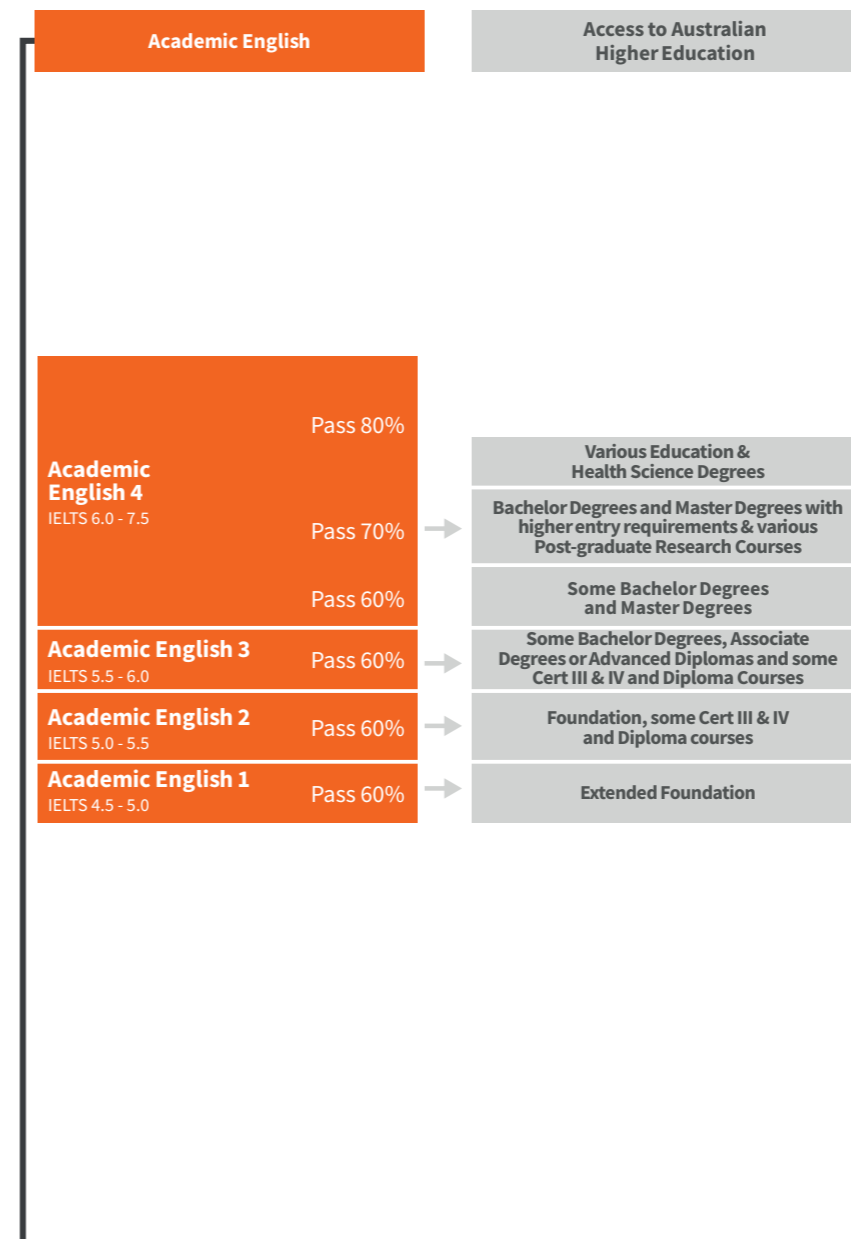 Academic English
Access to Australian
Higher Education
Pass 80%
Academic
English 4
IELTS 6.0 - 7.5
Pass 70%
Pass 60%
Various Education &
Health Science Degrees
Bachelor Degrees and Master Degrees with
higher entry requirements & various
Post-graduate Research Courses
Some Bachelor Degrees
and Master Degrees
Academic English 3
IELTS 5.5 - 6.0
Pass 60%
Some Bachelor Degrees, Associate
Degrees or Advanced Diplomas and some
Cert III & IV and Diploma Courses
Academic English 2
IELTS 5.0 - 5.5
Pass 60%
Foundation, some Cert III & IV
and Diploma courses
Academic English 1
IELTS 4.5 - 5.0
Pass 60%
Extended Foundation